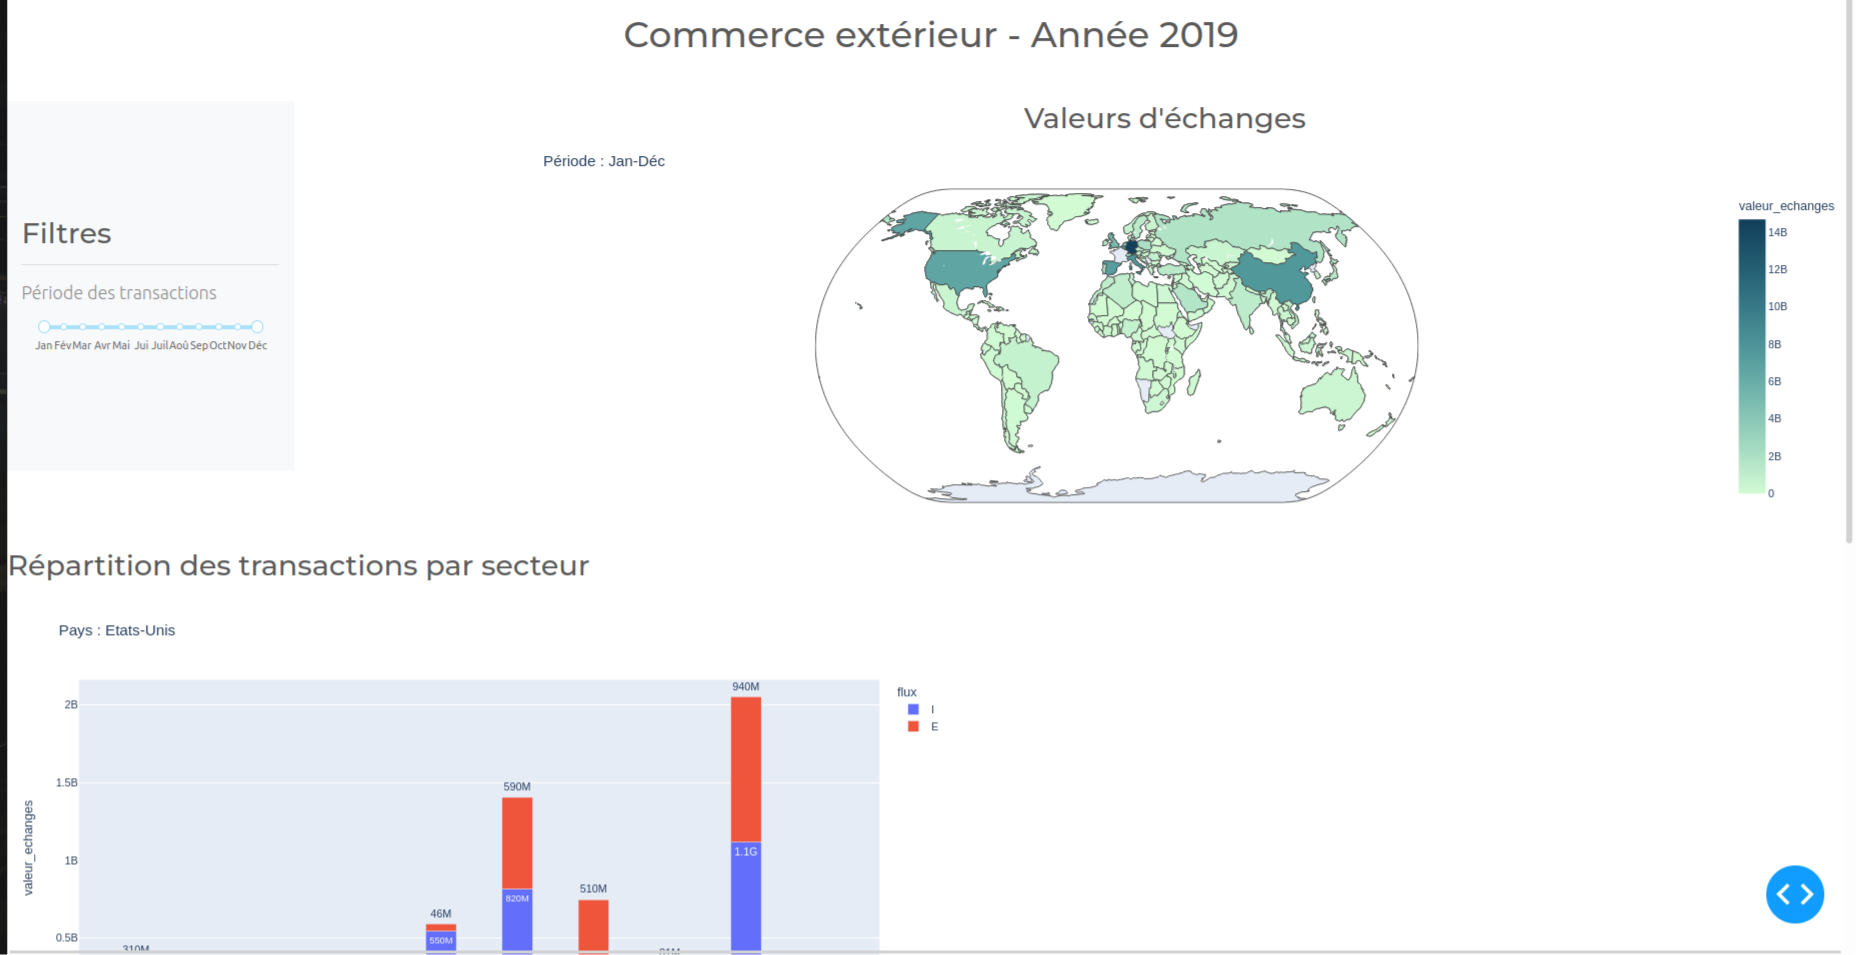 Commerce extérieur - Année 2019
Valeurs d'échanges
Période : Jan-Déc
Filtres
Période des transactions
Jan Fév Mar Avr Mai Jui Juil Aoû Sep Oct Nov Déc
valeur_echanges
14B
12B
10B
8B
6B
4B
2B
0
Répartition des transactions par secteur
Pays : Etats-Unis
valeur_echanges
2B
1.5B
1B
0.5B
940M
590M
510M
46M
310M
1.1G
820M
550M
flux
I
E